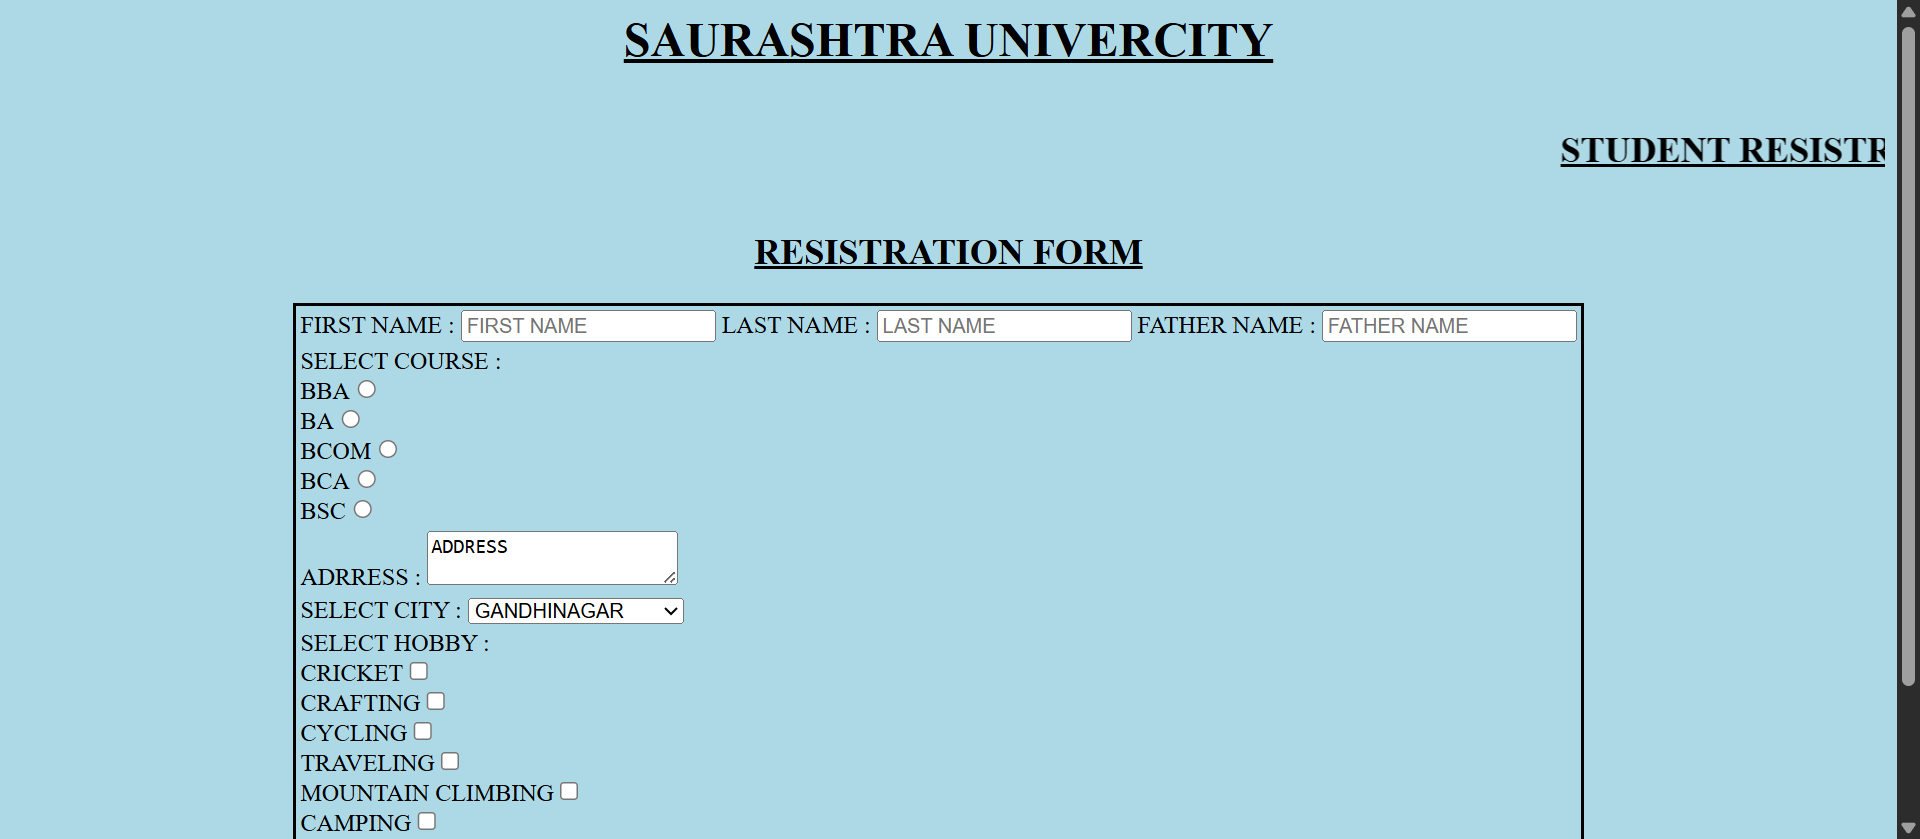 SAURASHTRA UNIVERCITY
STUDENT RESISTR
RESISTRATION FORM
FIRST NAME : FIRST NAME LAST NAME : LAST NAME FATHER NAME : FATHER NAME
SELECT COURSE :
BBA
BA
BCOM
BCA
BSC
ADRRESS : ADDRESS
SELECT CITY : GANDHINAGAR
SELECT HOBBY :
CRICKET
CRAFTING
CYCLING
TRAVELING
MOUNTAIN CLIMBING
CAMPING